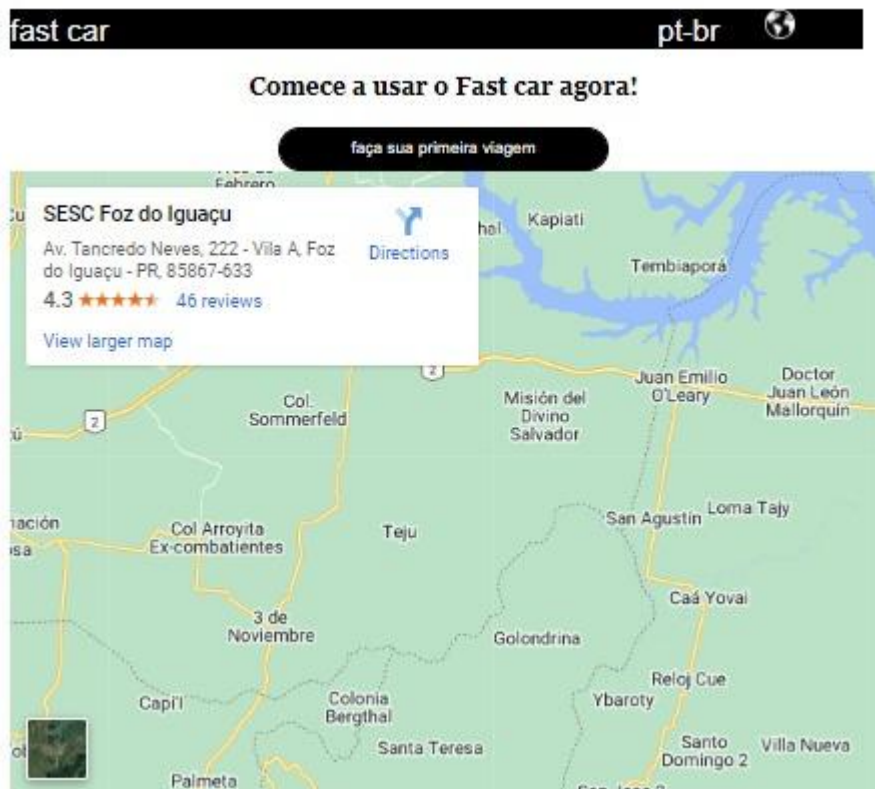 fast car
pt-br
Comece a usar o Fast car agora!
faça sua primeira viagem
Febrero
SESC Foz do Iguaçu
Av. Tancredo Neves, 222 - Vila A, Foz
do Iguaçu - PR, 85867-633
4.3
46 reviews
View larger map
Directions
Kapiati
Tembiaporá
2
2
Col.
Sommerfeld
Misión del
Divino
Salvador
Juan Emilio
O'Leary
Doctor
Juan León
Mallorquín
Col Arroyita
Ex-combatientes
Teju
San Agustín
Loma Tajy
3 de
Noviembre
Caá Yovai
Golondrina
Capi'I
Colonia
Bergthal
Ybaroty
Reloj Cue
Santa Teresa
Santo
Domingo 2
Villa Nueva
Palmeta